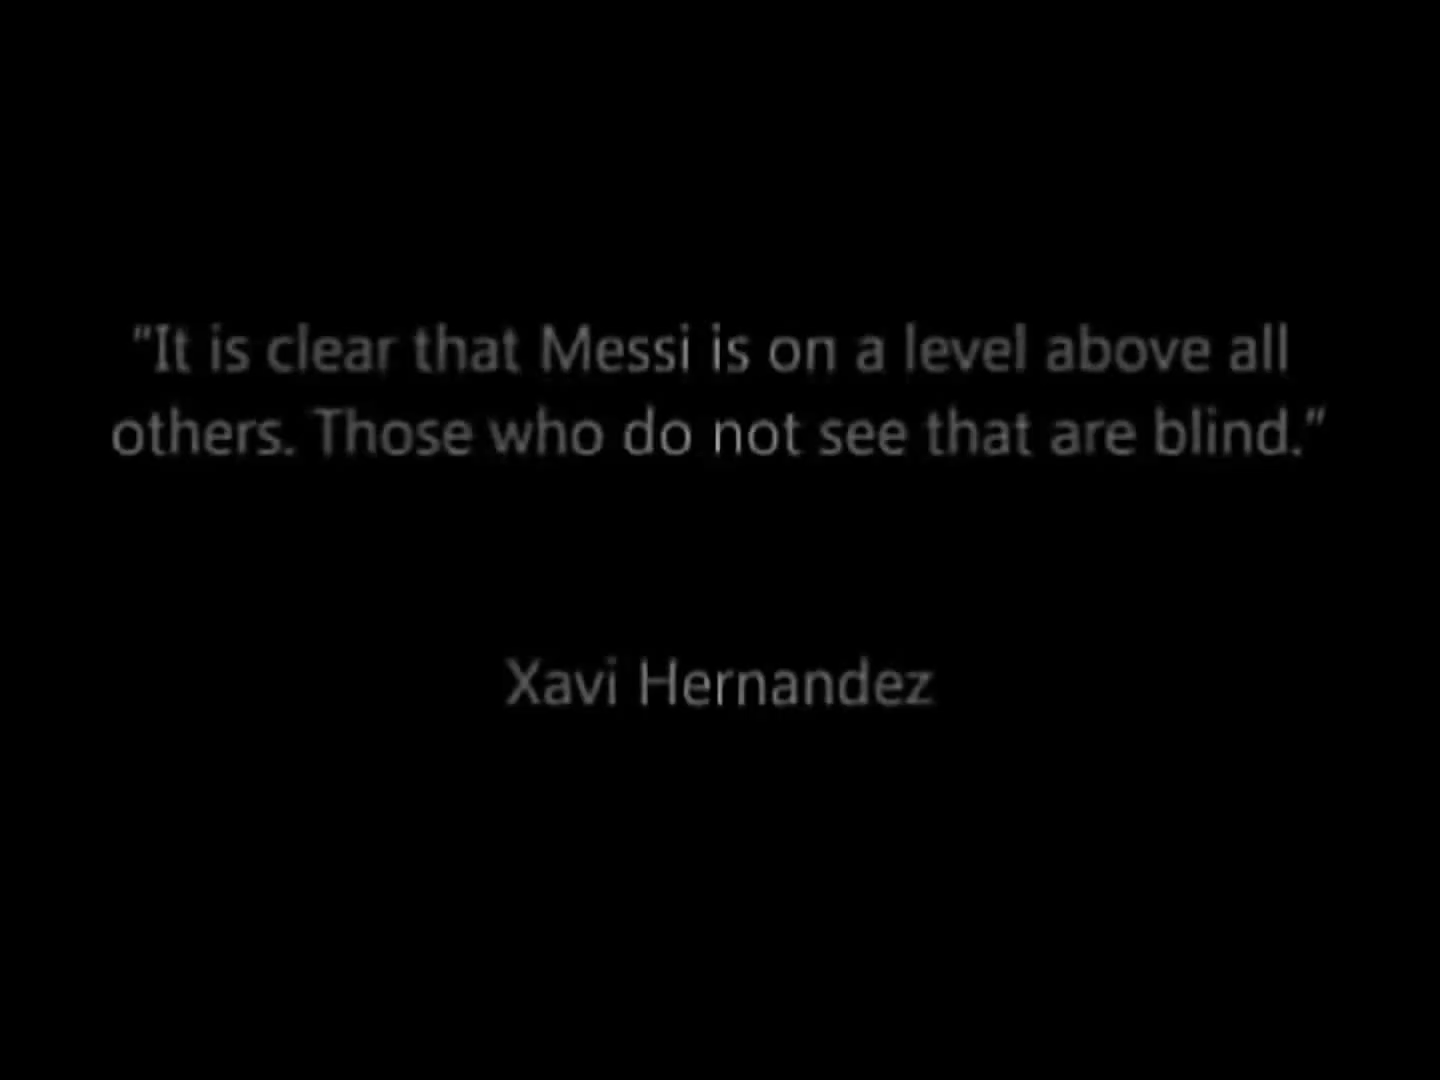 "It is clear that Messi is on a level above all
others. Those who do not see that are blind."
Xavi Hernandez